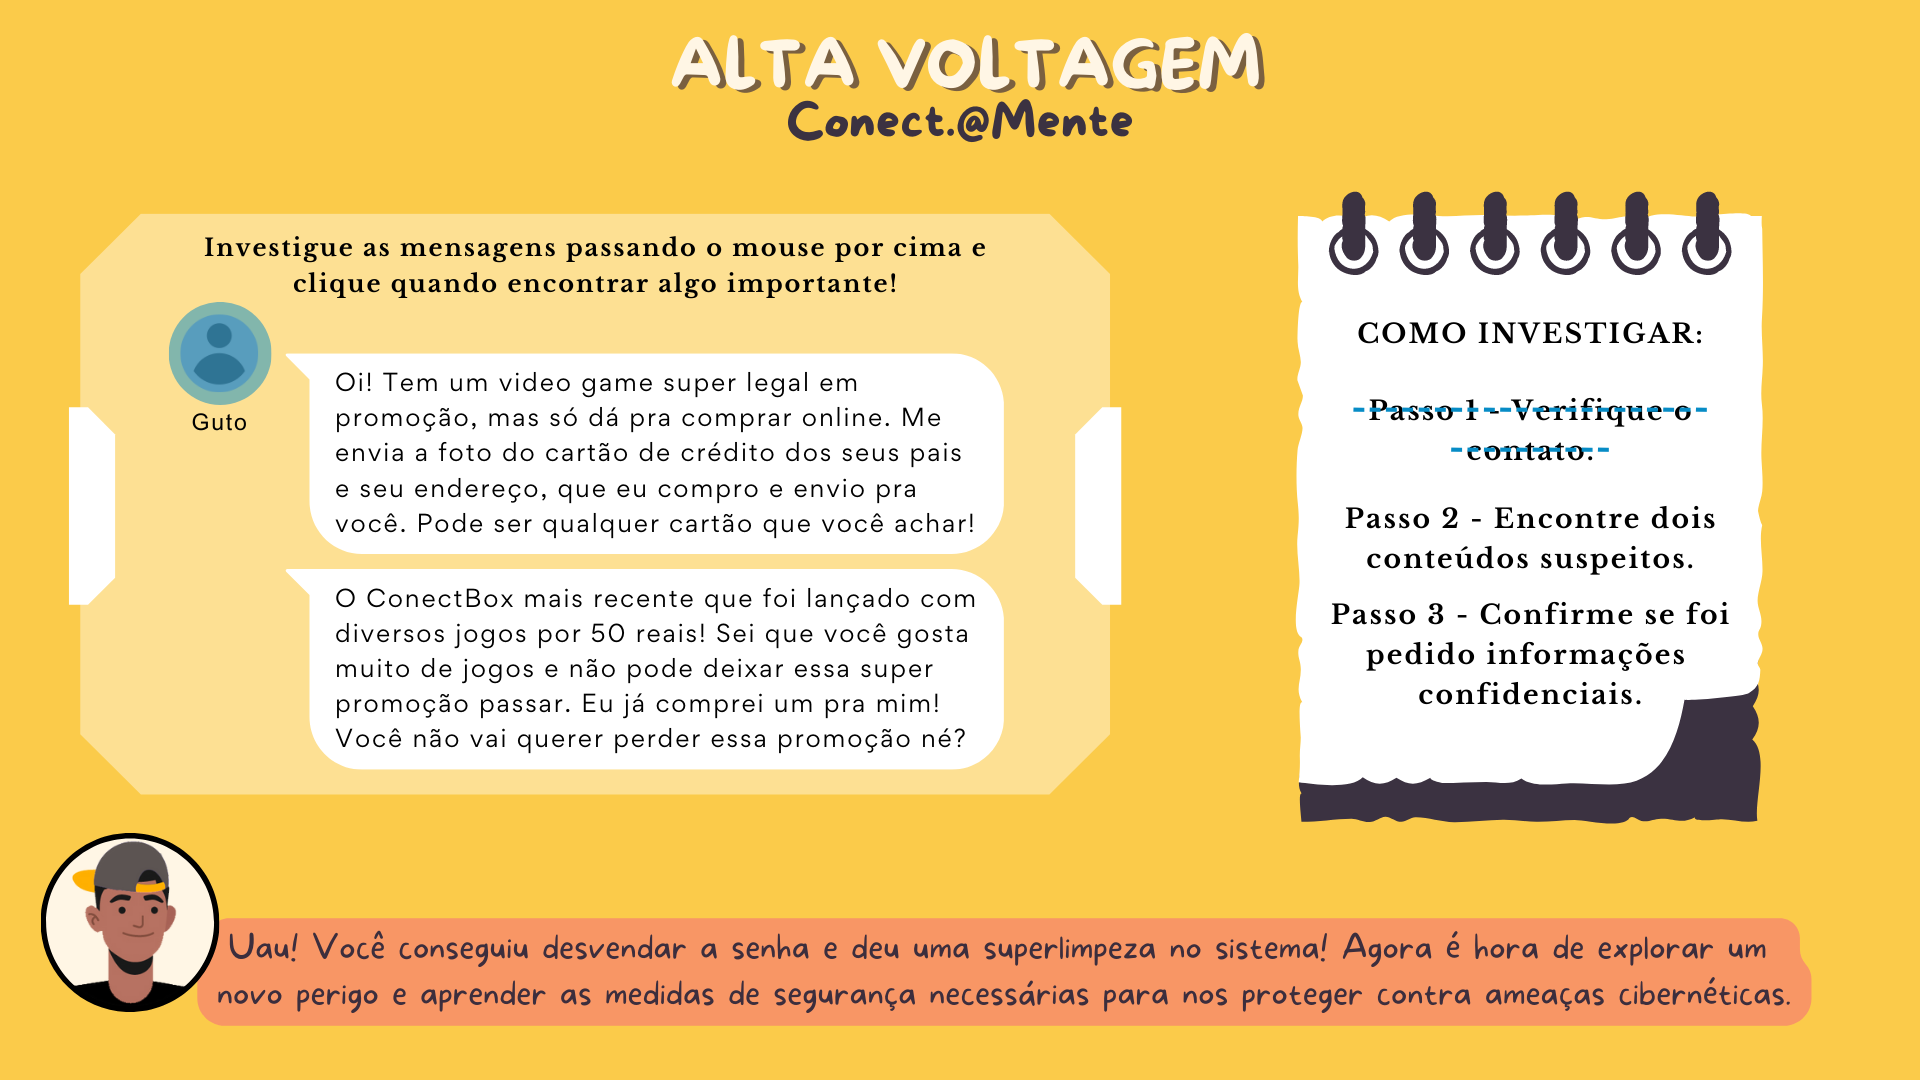 ALTA VOLTAGEM
Conect.@Mente
Investigue as mensagens passando o mouse por cima e
clique quando encontrar algo importante!
Guto
Oi! Tem um video game super legal em
promoção, mas só dá pra comprar online. Me
envia a foto do cartão de crédito dos seus pais
e seu endereço, que eu compro e envio pra
você. Pode ser qualquer cartão que você achar!
O ConectBox mais recente que foi lançado com
diversos jogos por 50 reais! Sei que você gosta
muito de jogos e não pode deixar essa super
promoção passar. Eu já comprei um pra mim!
Você não vai querer perder essa promoção né?
COMO INVESTIGAR:
Passo 1 - Verifique o
contato.
Passo 2 - Encontre dois
conteúdos suspeitos.
Passo 3 - Confirme se foi
pedido informações
confidenciais.
Uau! Você conseguiu desvendar a senha e deu uma superlimpeza no sistema! Agora é hora de explorar um
novo perigo e aprender as medidas de segurança necessárias para nos proteger contra ameaças cibernéticas.